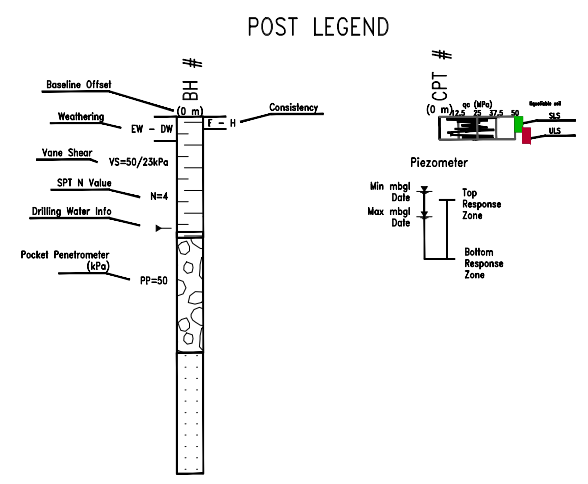 POST LEGEND
BH #
CPT #
Baseline Offset
(0 m)
Consistency
Weathering
EW - DW
F - H
Vane Shear
VS=50/23kPa
SPT N Value
N=4
Drilling Water Info
Pocket Penetrometer
(kPa)
PP=50
(0 m)
qc (MPa)
12.5 25 37.5 50
liquefiable soil
SLS
ULS
Piezometer
Min mbgl
Date
Max mbgl
Date
Top
Response
Zone
Bottom
Response
Zone